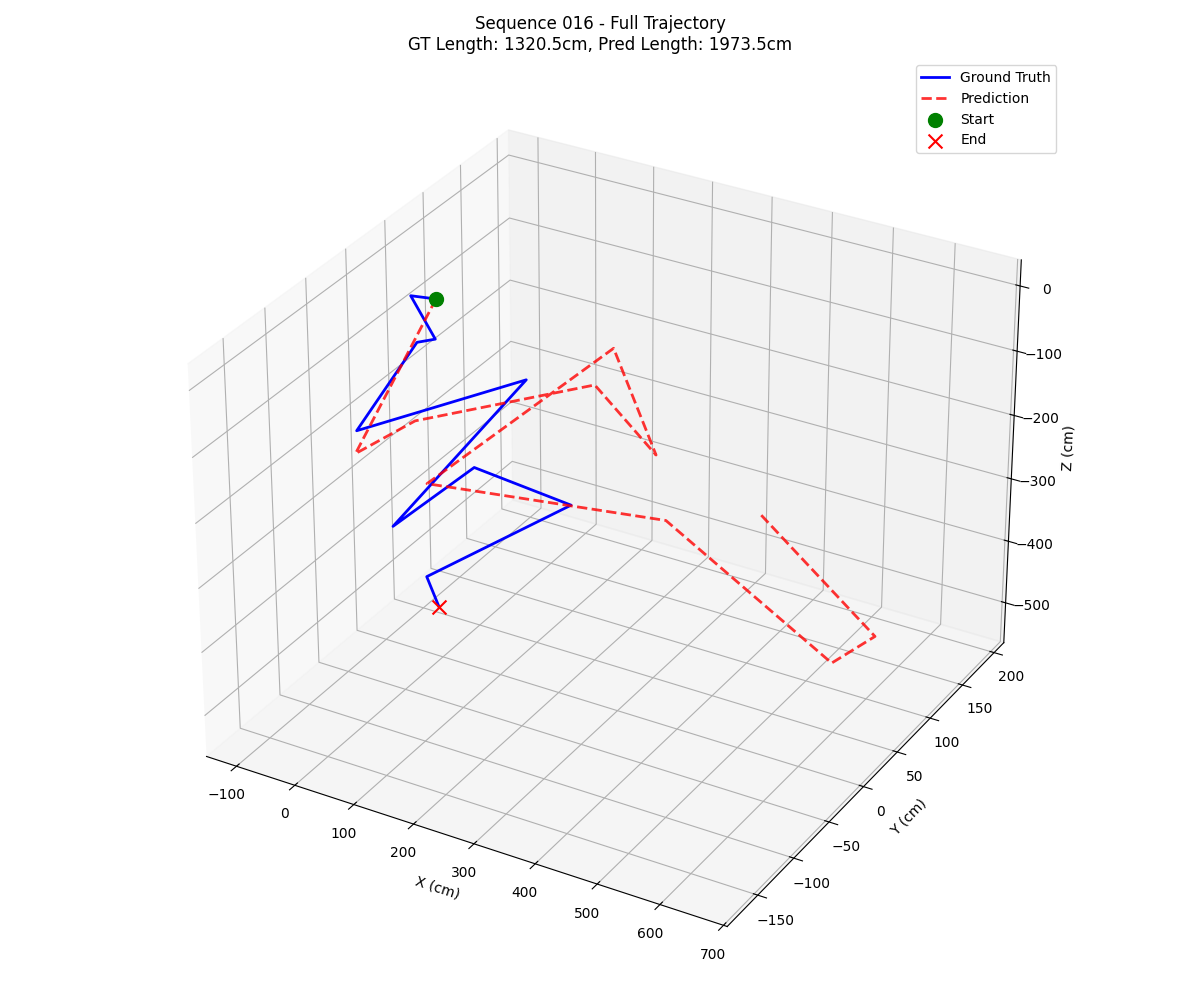 Sequence 016 - Full Trajectory
GT Length: 1320.5cm, Pred Length: 1973.5cm
Ground Truth
Prediction
Start
End
0
−100
−200
−300
−400
−500
Z (cm)
200
150
100
50
0
−50
−100
−150
Y (cm)
−100
0
100
200
300
400
500
600
700
X (cm)